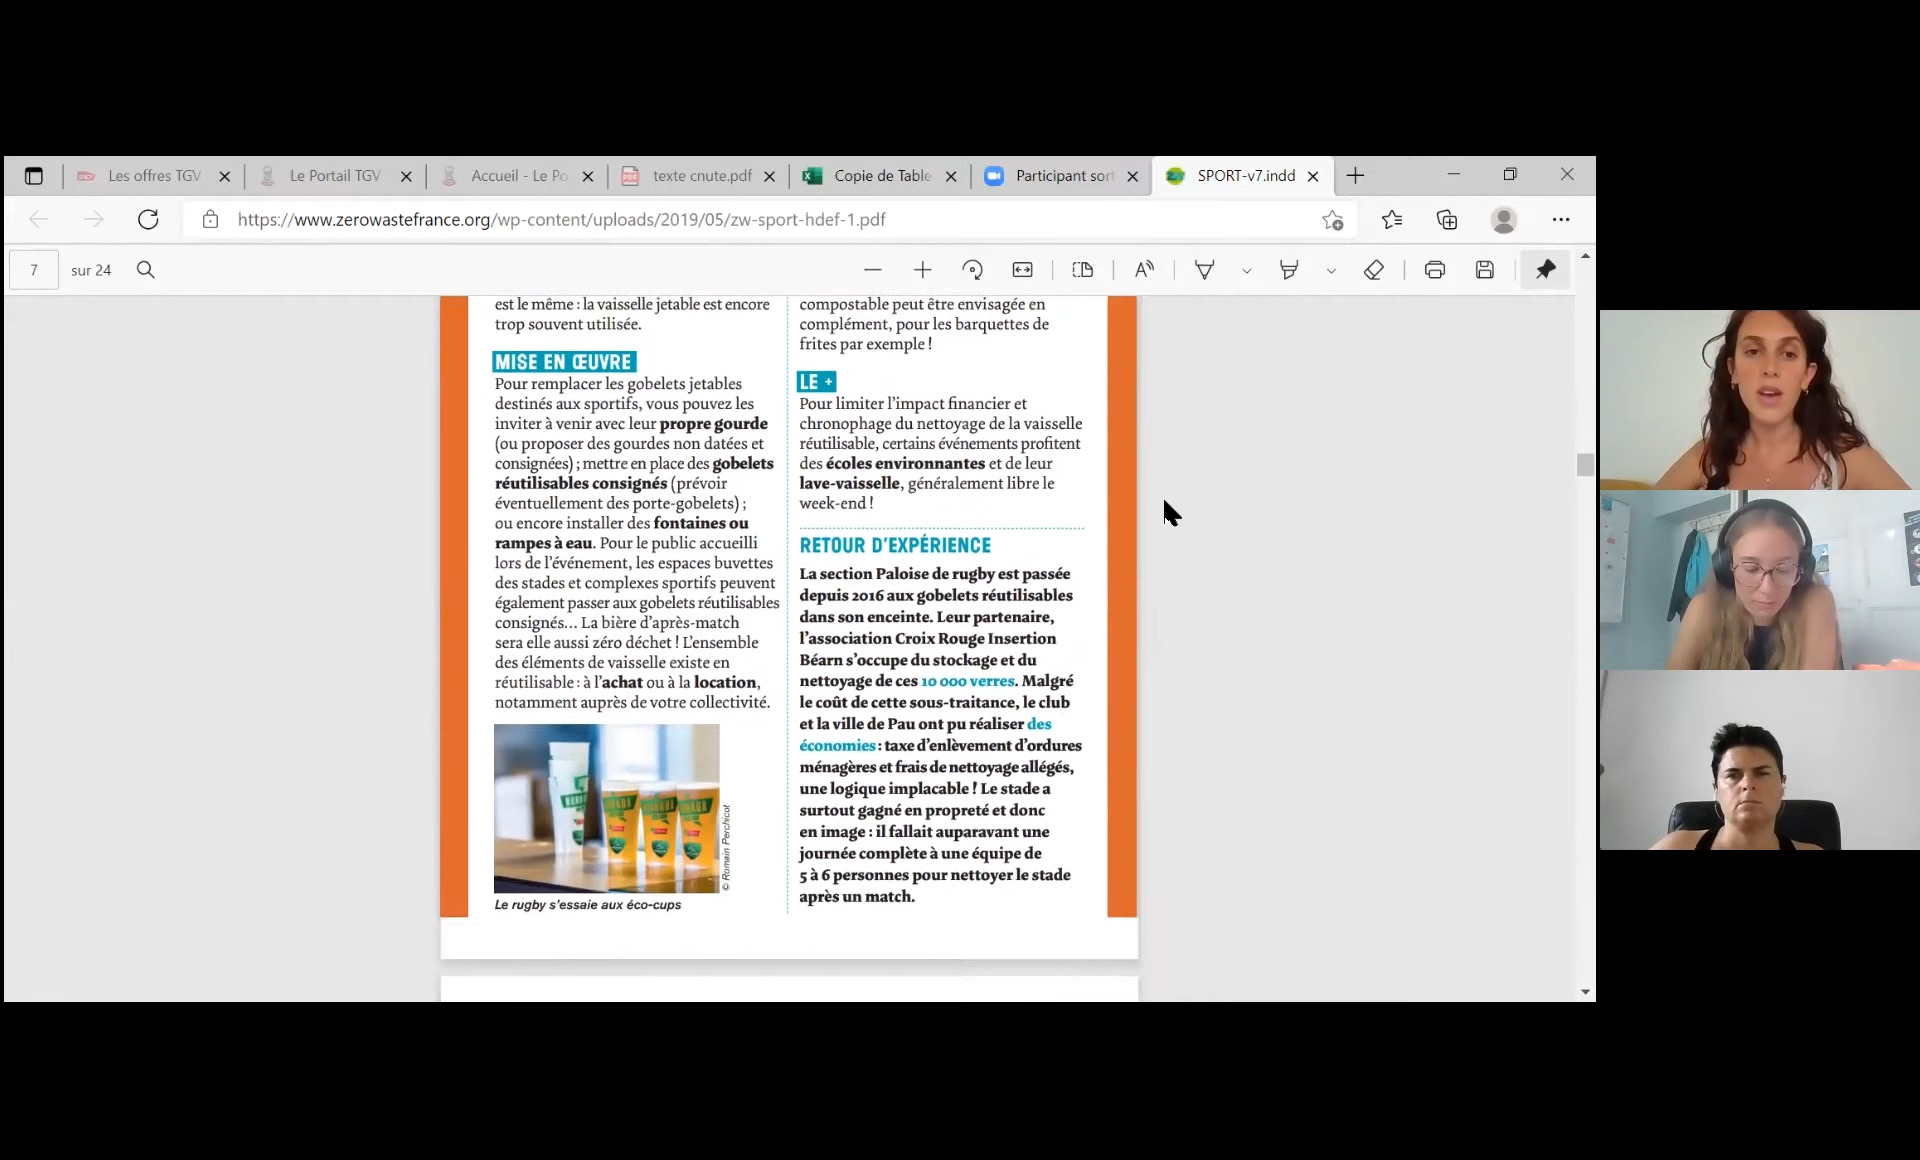 Les offres TGV
Le Portail TGV
Accueil - Le Po
texte cnute.pdf
Copie de Table
Participant sort
SPORT-v7.indd
https://www.zerowastefrance.org/wp-content/uploads/2019/05/zw-sport-hdef-1.pdf
7 sur 24
est le même : la vaisselle jetable est encore
trop souvent utilisée.
MISE EN ŒUVRE
Pour remplacer les gobelets jetables
destinés aux sportifs, vous pouvez les
inviter à venir avec leur propre gourde
(ou proposer des gourdes non datées et
consignées) ; mettre en place des gobelets
réutilisables consignés (prévoir
éventuellement des porte-gobelets) ;
ou encore installer des fontaines ou
rampes à eau. Pour le public accueilli
lors de l'événement, les espaces buvettes
des stades et complexes sportifs peuvent
également passer aux gobelets réutilisables
consignés... La bière d'après-match
sera elle aussi zéro déchet ! L'ensemble
des éléments de vaisselle existe en
réutilisable : à l'achat ou à la location,
notamment auprès de votre collectivité.
© Romain Perchicot
Le rugby s'essaie aux éco-cups
compostable peut être envisagée en
complément, pour les barquettes de
frites par exemple !
LE +
Pour limiter l'impact financier et
chronophage du nettoyage de la vaisselle
réutilisable, certains événements profitent
des écoles environnantes et de leur
lave-vaisselle, généralement libre le
week-end !
RETOUR D'EXPÉRIENCE
La section Paloise de rugby est passée
depuis 2016 aux gobelets réutilisables
dans son enceinte. Leur partenaire,
l'association Croix Rouge Insertion
Béarn s'occupe du stockage et du
nettoyage de ces 10 000 verres. Malgré
le coût de cette sous-traitance, le club
et la ville de Pau ont pu réaliser des
économies : taxe d'enlèvement d'ordures
ménagères et frais de nettoyage allégés,
une logique implacable ! Le stade a
surtout gagné en propreté et donc
en image : il fallait auparavant une
journée complète à une équipe de
5 à 6 personnes pour nettoyer le stade
après un match.